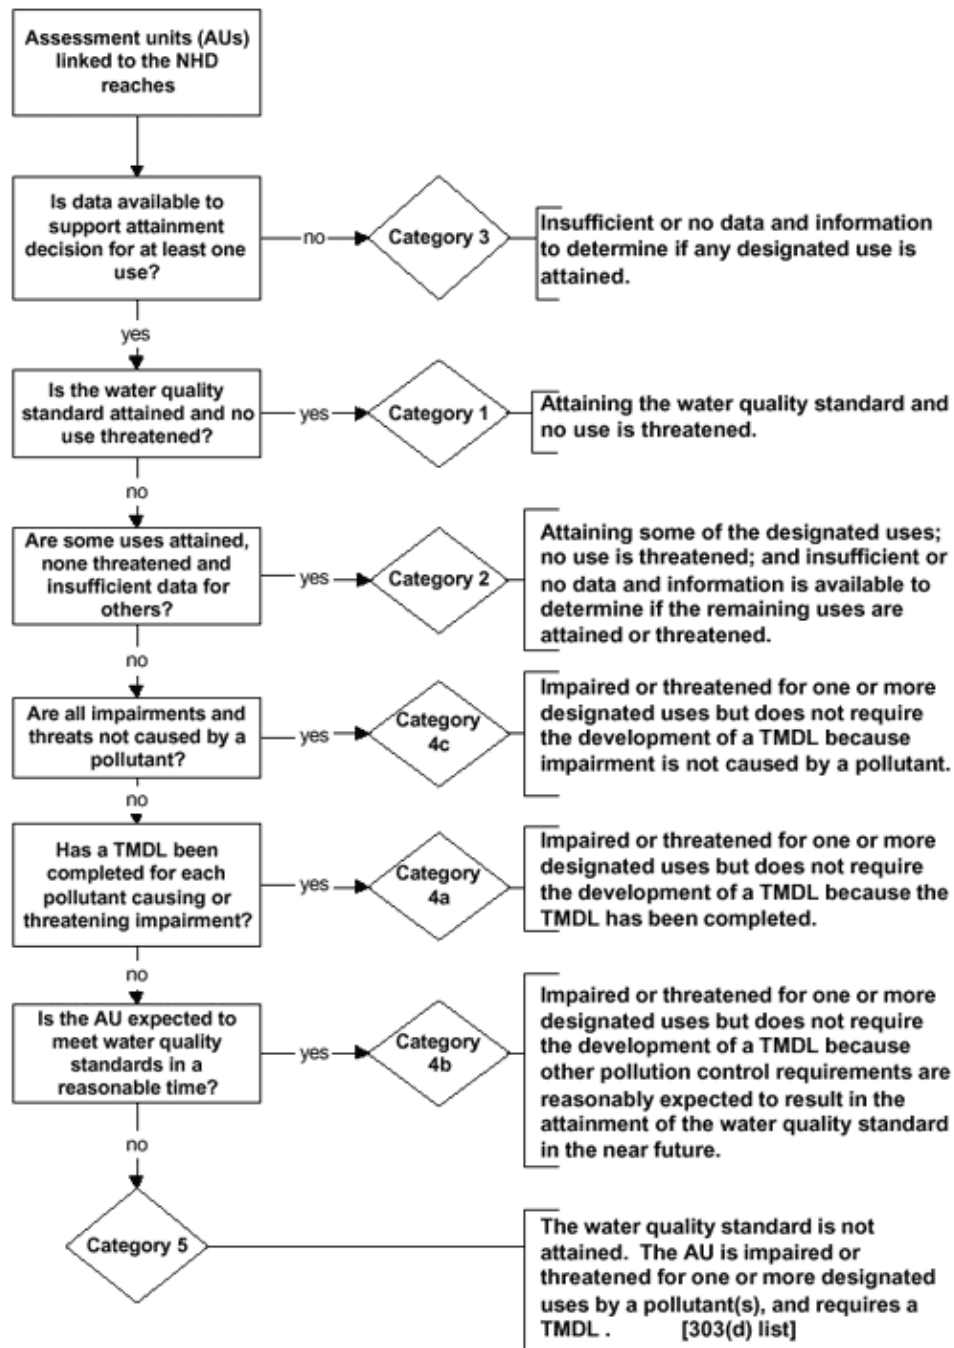 Assessment units (AUs)
linked to the NHD
reaches
Is data available to
support attainment
decision for at least one
use?
no
Category 3
Insufficient or no data and information
to determine if any designated use is
attained.
yes
Is the water quality
standard attained and no
use threatened?
yes
Category 1
Attaining the water quality standard and
no use is threatened.
no
Are some uses attained,
none threatened and
insufficient data for
others?
yes
Category 2
Attaining some of the designated uses;
no use is threatened; and insufficient or
no data and information is available to
determine if the remaining uses are
attained or threatened.
no
Are all impairments and
threats not caused by a
pollutant?
yes
Category
4c
Impaired or threatened for one or more
designated uses but does not require
the development of a TMDL because
impairment is not caused by a pollutant.
no
Has a TMDL been
completed for each
pollutant causing or
threatening impairment?
yes
Category
4a
Impaired or threatened for one or more
designated uses but does not require
the development of a TMDL because the
TMDL has been completed.
no
Is the AU expected to
meet water quality
standards in a
reasonable time?
yes
Category
4b
Impaired or threatened for one or more
designated uses but does not require
the development of a TMDL because
other pollution control requirements are
reasonably expected to result in the
attainment of the water quality standard
in the near future.
no
Category 5
The water quality standard is not
attained. The AU is impaired or
threatened for one or more designated
uses by a pollutant(s), and requires a
TMDL . [303(d) list]